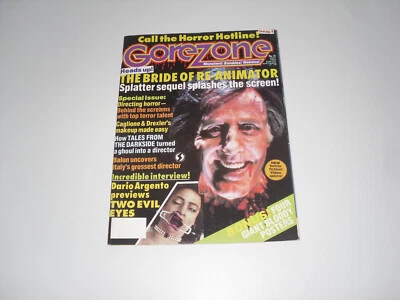 Call the Horror Hotline!
Gorezone
Heads up!
THE BRIDE OF RE-ANIMATOR
Splatter sequel splashes the screen!
Special Issue:
Directing horror—
Behind the screams
with top terror talent
Caglione & Drexler's
makeup made easy
How TALES FROM
THE DARKSIDE turned
a ghoul into a director
Balun uncovers
Italy's grossest director
Incredible interview!
Dario Argento
previews
TWO EVIL
EYES
FOUR
GIANT BLOODY
POSTERS